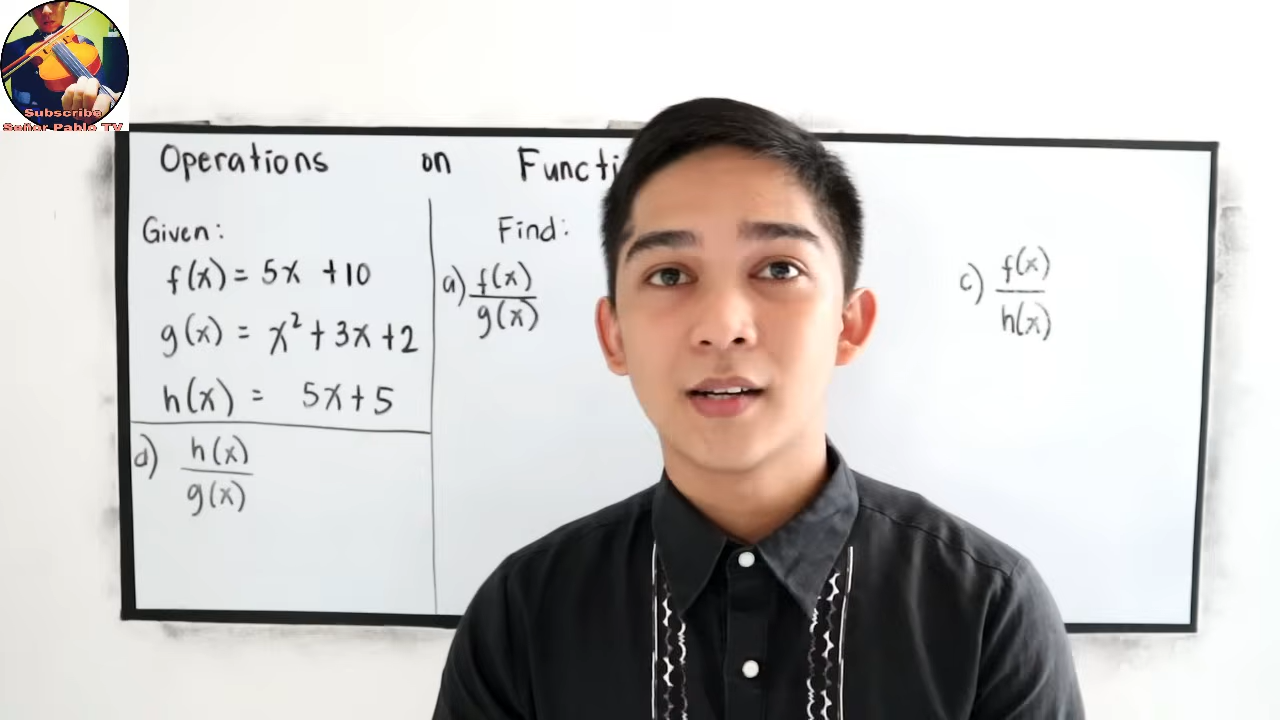 Subscribe
Señor Pablo TV
Operations on Functi
Given:
f(x) = 5x + 10
g(x) = x² + 3x + 2
h(x) = 5x + 5
Find:
a) f(x)
g(x)
c) f(x)
h(x)
d) h(x)
g(x)